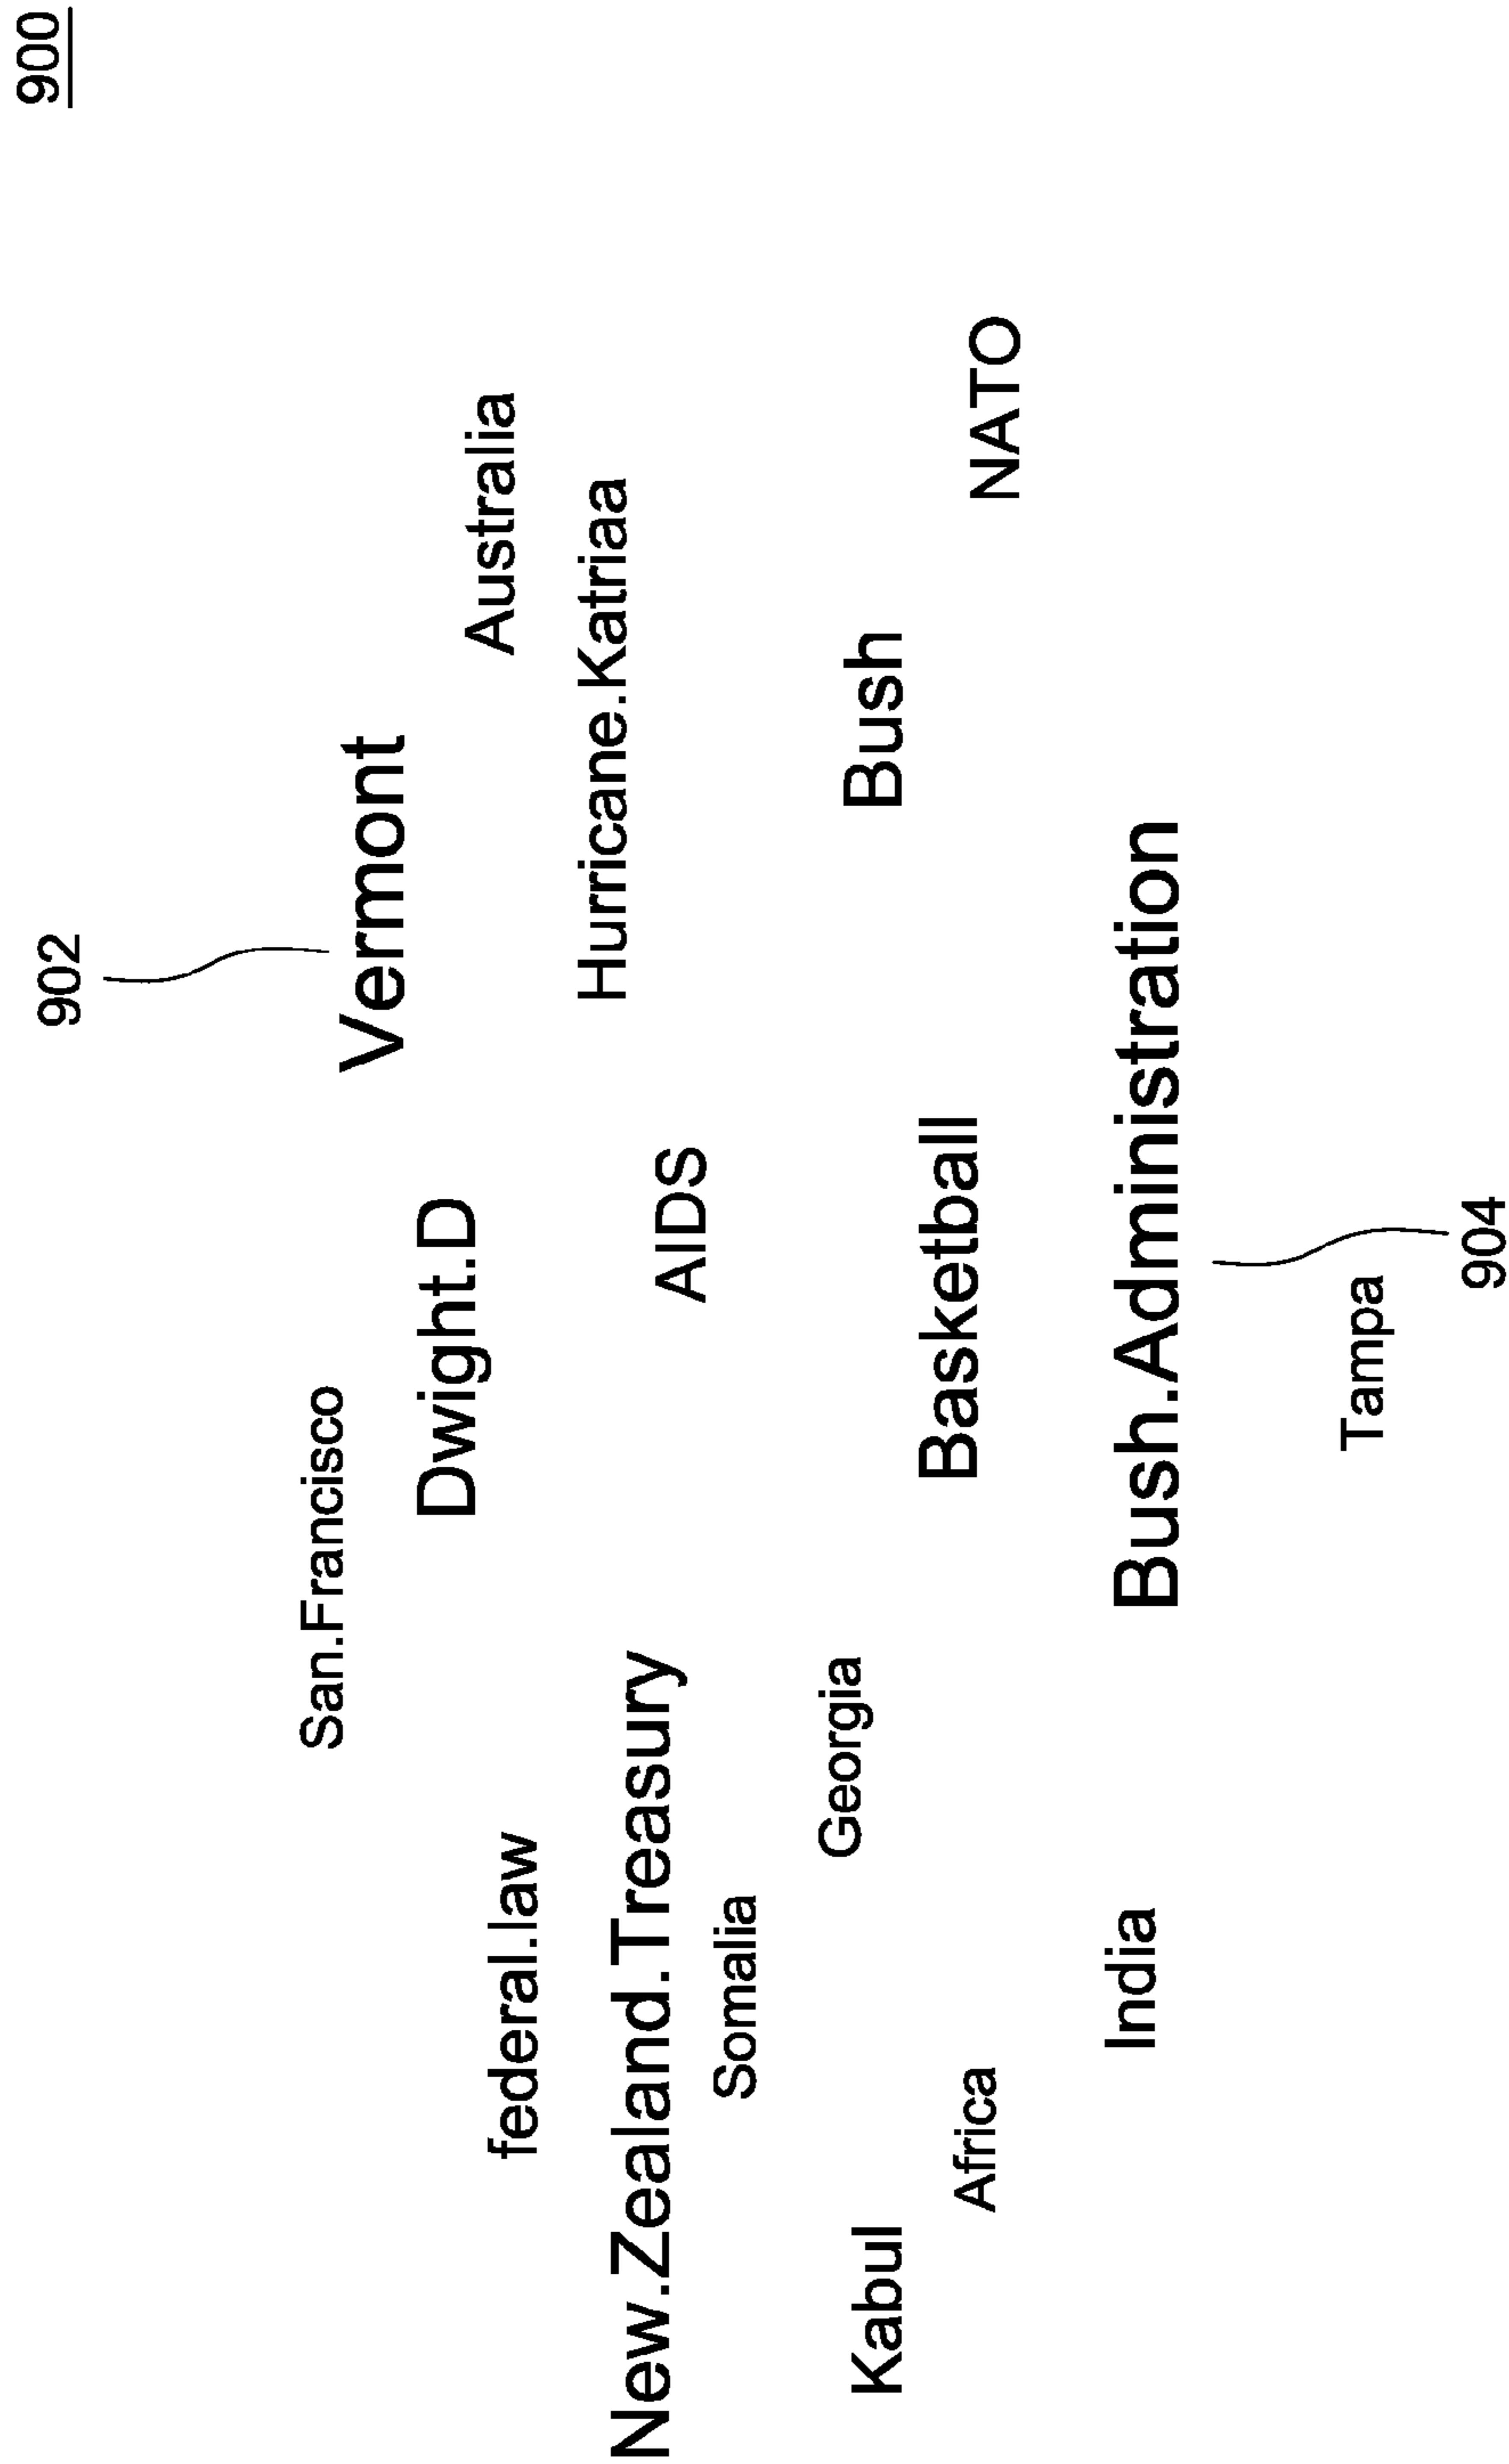 900
902
San.Francisco
Vermont
Dwight.D
federal.law
Australia
Hurricane.Katriaa
New.Zealand.Treasury
AIDS
Somalia
Georgia
Kabul
Bush
Basketball
Africa
NATO
India
Bush.Administration
Tampa
904